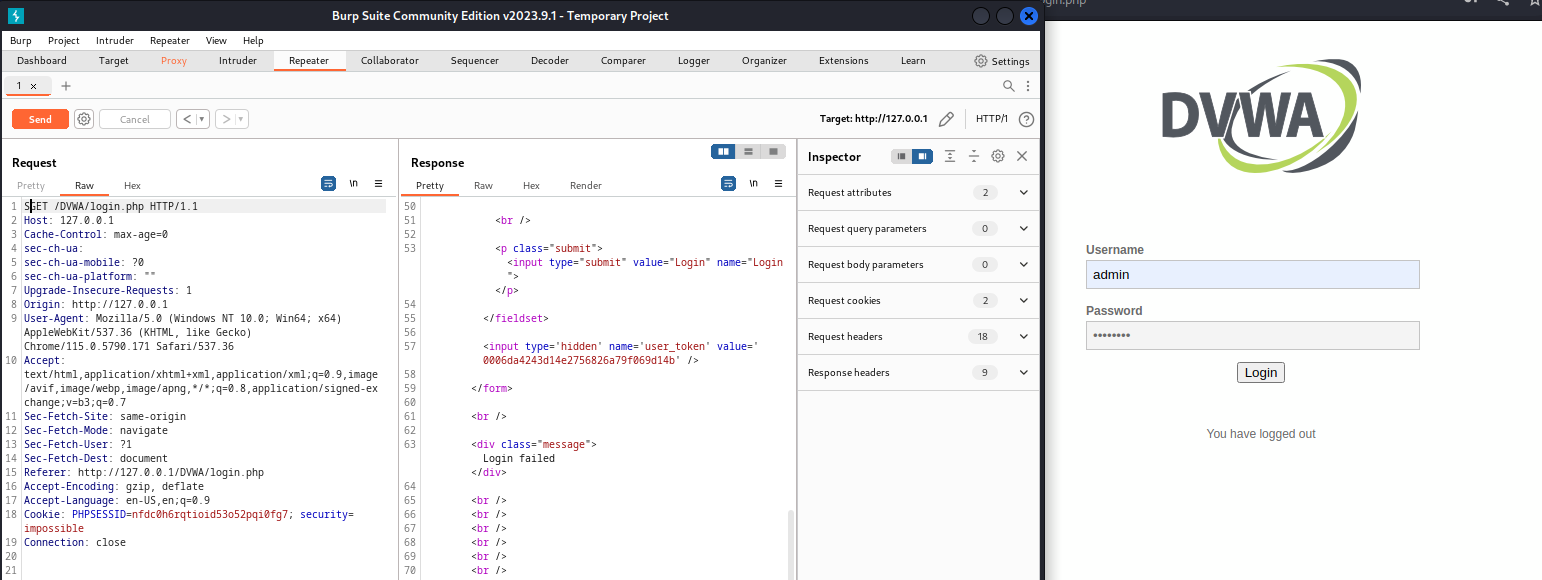 Burp Suite Community Edition v2023.9.1 - Temporary Project
Burp Project Intruder Repeater View Help
Dashboard Target Proxy Intruder Repeater Collaborator Sequencer Decoder Comparer Logger Organizer Extensions Learn Settings
1 × +
Send Cancel < > Target: http://127.0.0.1 HTTP/1 ?
Request
Pretty Raw Hex \n
1 SGET /DVWA/login.php HTTP/1.1
2 Host: 127.0.0.1
3 Cache-Control: max-age=0
4 sec-ch-ua:
5 sec-ch-ua-mobile: ?0
6 sec-ch-ua-platform: ""
7 Upgrade-Insecure-Requests: 1
8 Origin: http://127.0.0.1
9 User-Agent: Mozilla/5.0 (Windows NT 10.0; Win64; x64)
AppleWebKit/537.36 (KHTML, like Gecko)
Chrome/115.0.5790.171 Safari/537.36
10 Accept:
text/html,application/xhtml+xml,application/xml;q=0.9,image
/avif,image/webp,image/apng,*/*;q=0.8,application/signed-ex
change;v=b3;q=0.7
11 Sec-Fetch-Site: same-origin
12 Sec-Fetch-Mode: navigate
13 Sec-Fetch-User: ?1
14 Sec-Fetch-Dest: document
15 Referer: http://127.0.0.1/DVWA/login.php
16 Accept-Encoding: gzip, deflate
17 Accept-Language: en-US,en;q=0.9
18 Cookie: PHPSESSID=nfdc0h6rqtioid53o52pqi0fg7; security=
impossible
19 Connection: close
20
21
Response
Pretty Raw Hex Render \n
50
51 <br />
52
53 <p class="submit">
<input type="submit" value="Login" name="Login
">
</p>
54
55 </fieldset>
56
57 <input type='hidden' name='user_token' value='
0006da4243d14e2756826a79f069d14b' />
58
59 </form>
60
61 <br />
62
63 <div class="message">
Login failed
</div>
64
65 <br />
66 <br />
67 <br />
68 <br />
69 <br />
70 <br />
Inspector
Request attributes 2
Request query parameters 0
Request body parameters 0
Request cookies 2
Request headers 18
Response headers 9
DVWA
Username
admin
Password
••••••••
Login
You have logged out